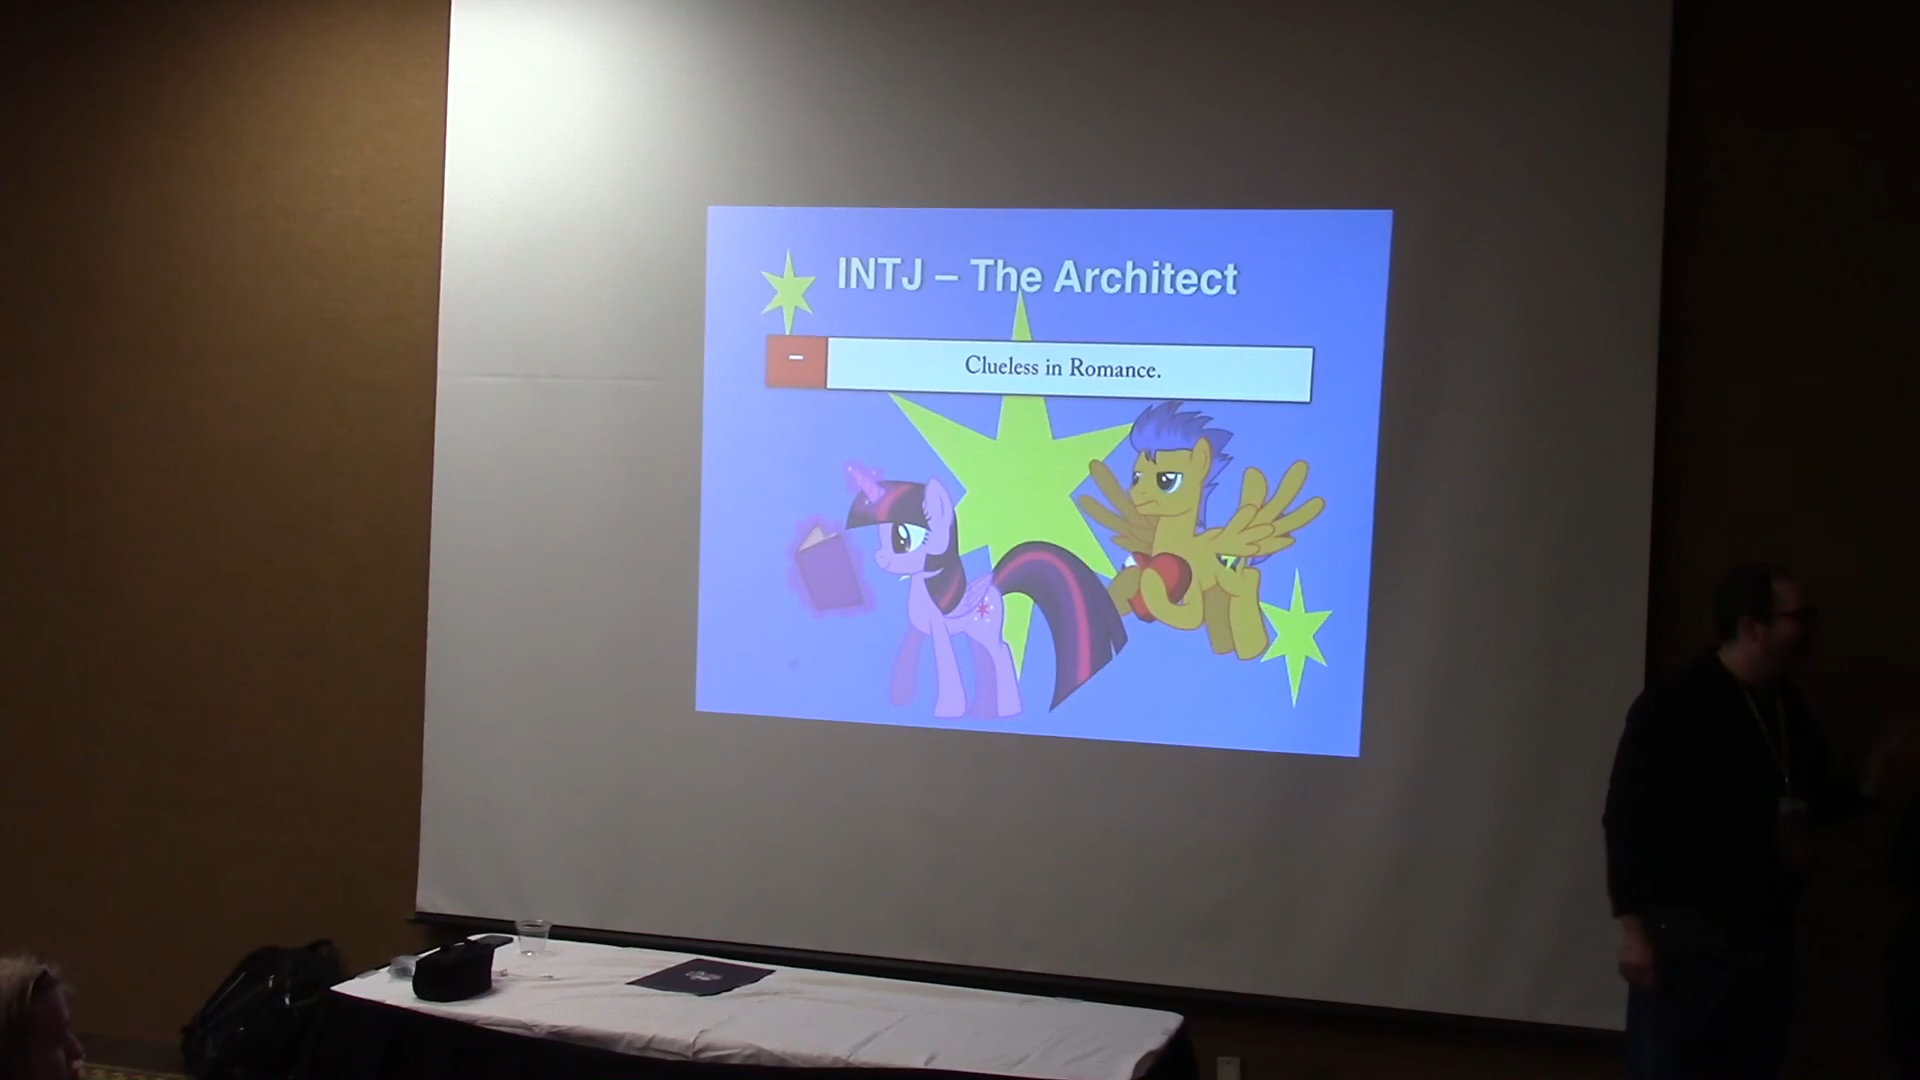 INTJ – The Architect
–
Clueless in Romance.